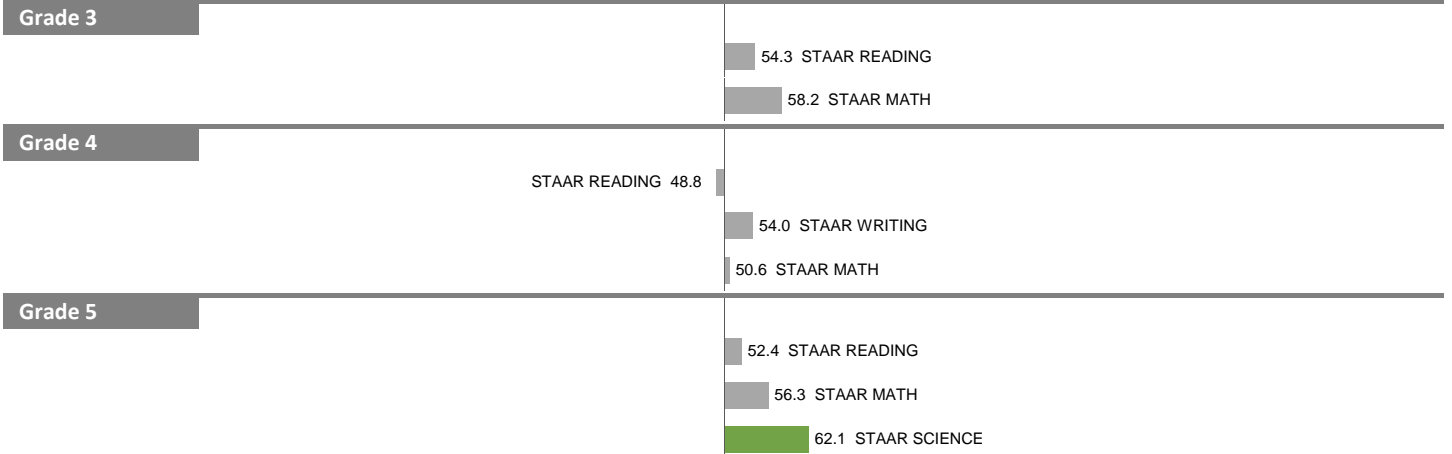 Grade 3
54.3 STAAR READING
58.2 STAAR MATH
Grade 4
STAAR READING 48.8
54.0 STAAR WRITING
50.6 STAAR MATH
Grade 5
52.4 STAAR READING
56.3 STAAR MATH
62.1 STAAR SCIENCE